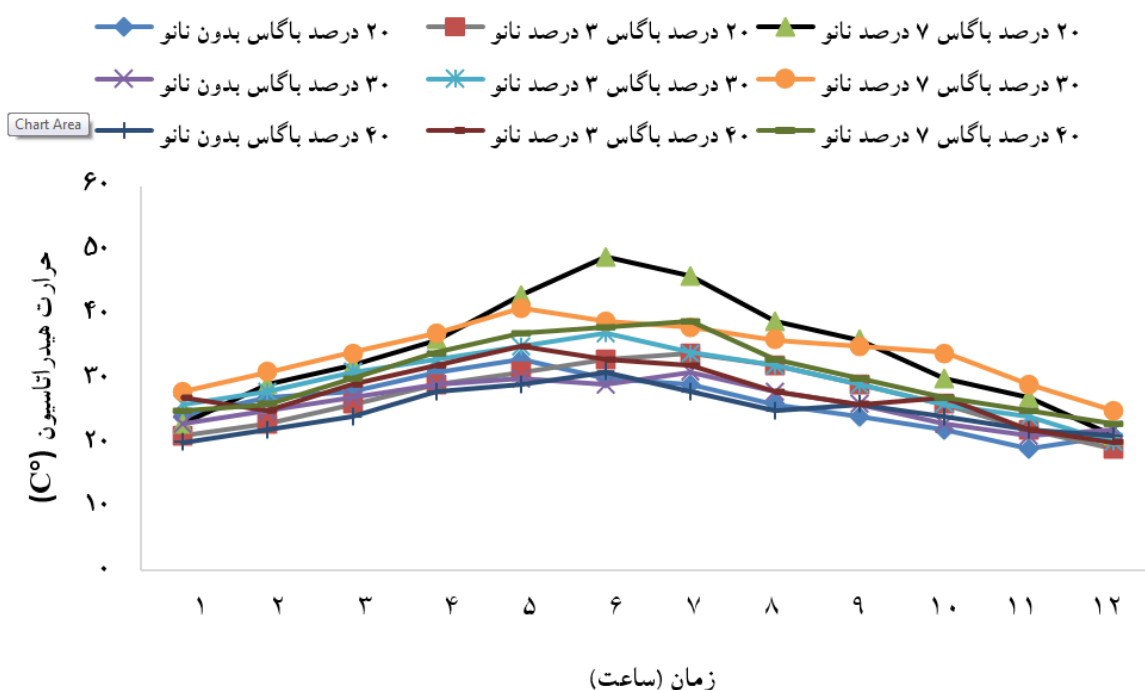 ۲۰ درصد باگاس بدون نانو ۲۰ درصد باگاس ۳ درصد نانو ۲۰ درصد باگاس ۷ درصد نانو
۳۰ درصد باگاس بدون نانو ۳۰ درصد باگاس ۳ درصد نانو ۳۰ درصد باگاس ۷ درصد نانو
Chart Area
۴۰ درصد باگاس بدون نانو ۴۰ درصد باگاس ۳ درصد نانو ۴۰ درصد باگاس ۷ درصد نانو
حرارت هیدراتاسیون (C°)
۶۰
۵۰
۴۰
۳۰
۲۰
۱۰
۰
۱ ۲ ۳ ۴ ۵ ۶ ۷ ۸ ۹ ۱۰ ۱۱ ۱۲
زمان (ساعت)